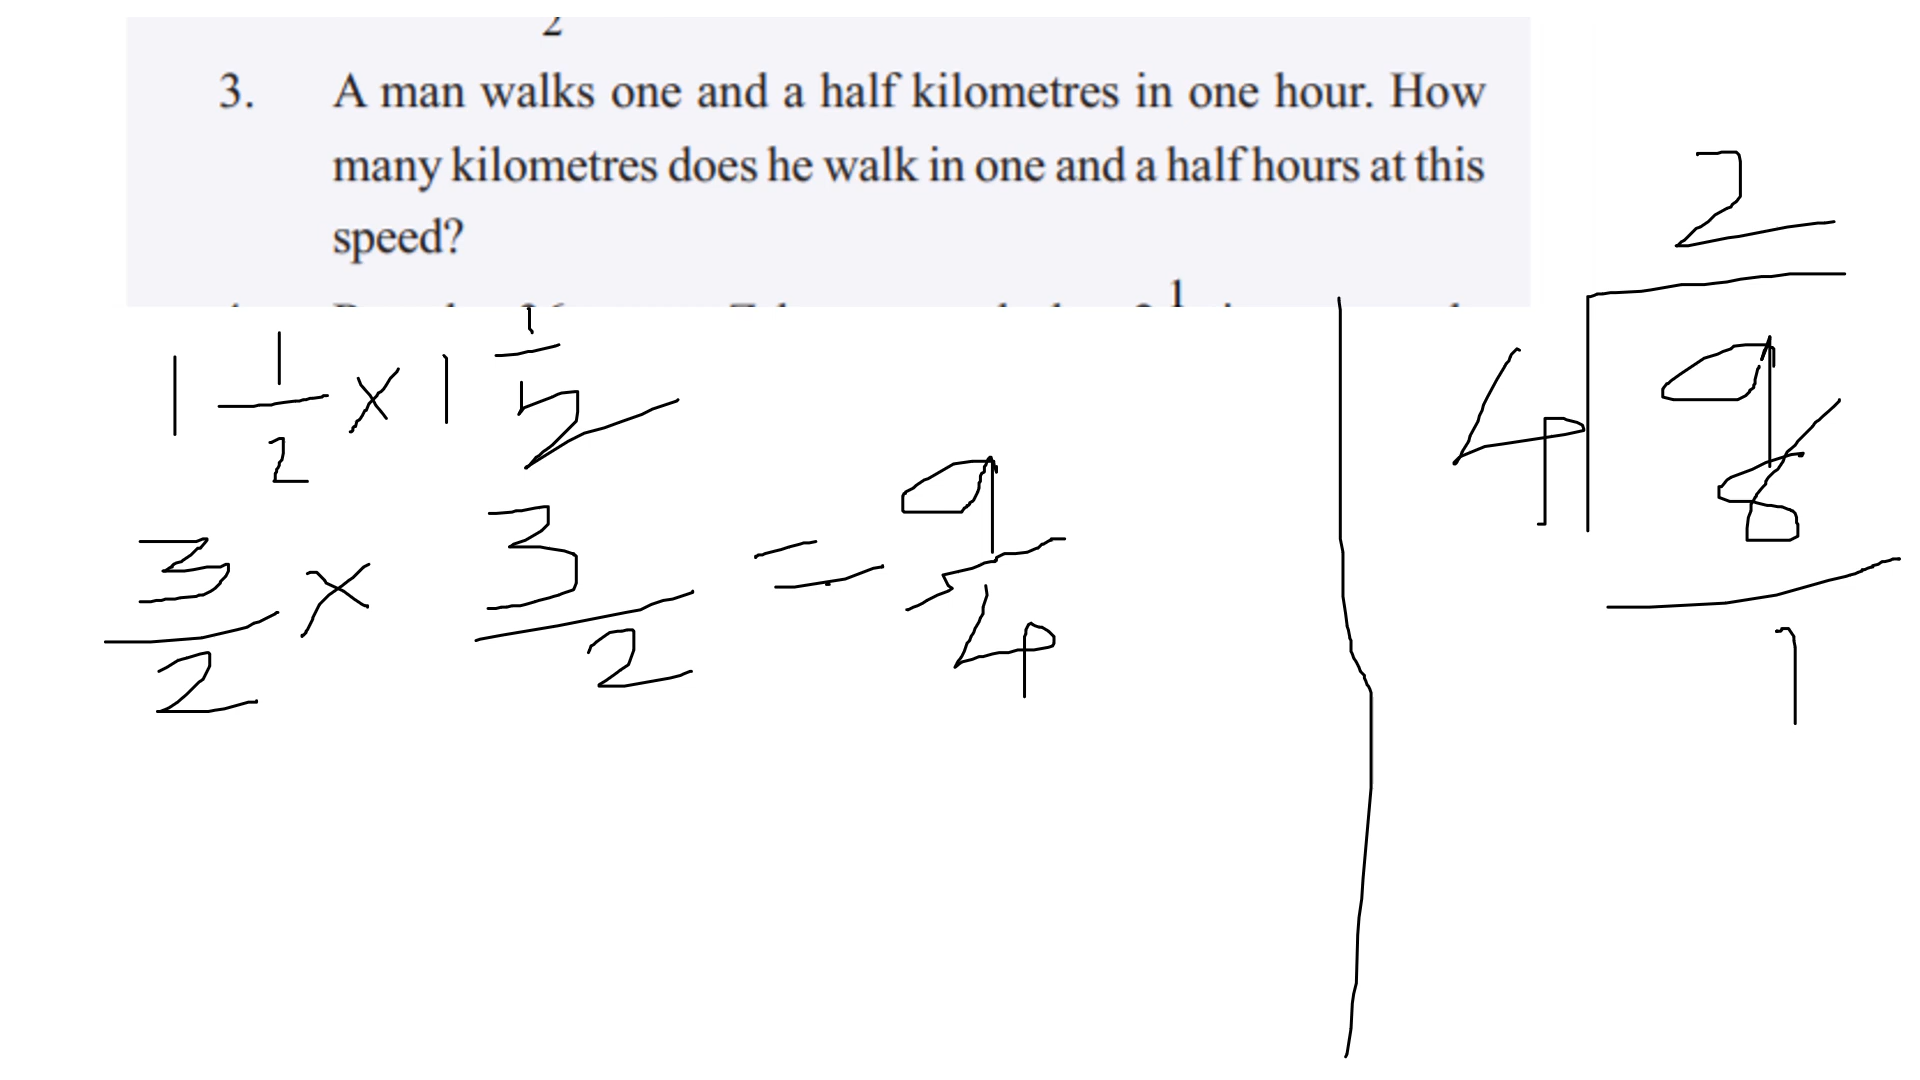 2
3. A man walks one and a half kilometres in one hour. How
many kilometres does he walk in one and a half hours at this
speed?
1 1/2 × 1 1/2
3/2 × 3/2 = 9/4
2
4 9
8
1